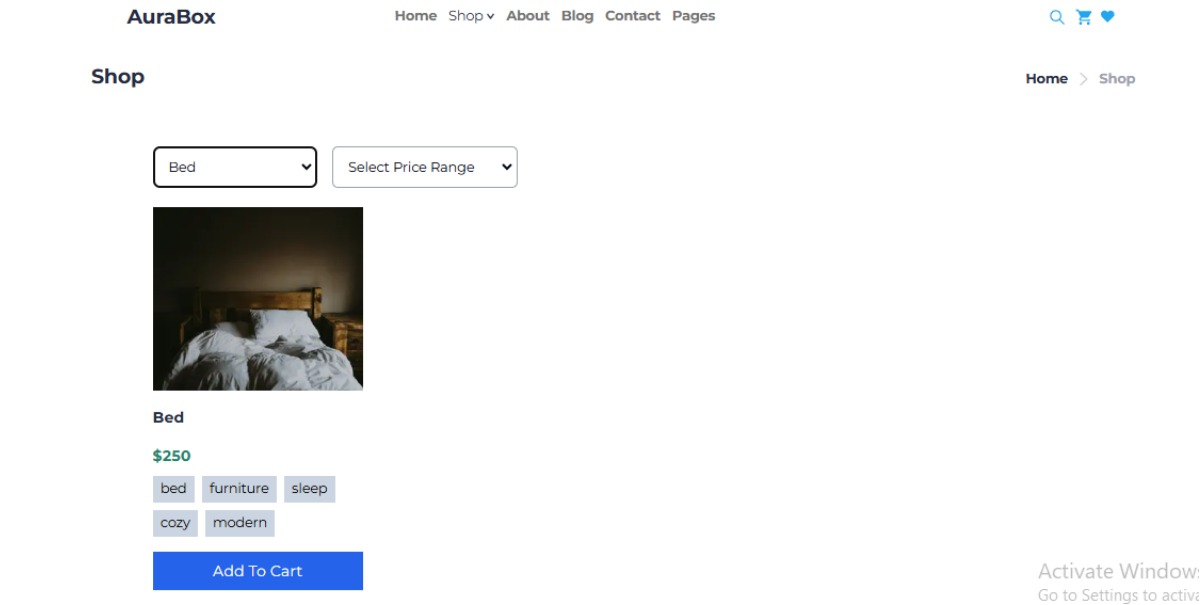 AuraBox Home Shop About Blog Contact Pages
Shop Home Shop
Bed Select Price Range
Bed
$250
bed furniture sleep
cozy modern
Add To Cart
Activate Windows
Go to Settings to activa